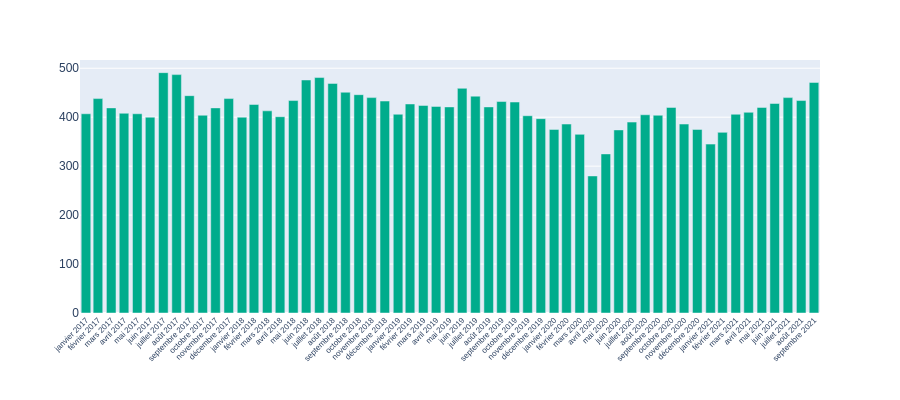 500
400
300
200
100
0
janvier 2017
février 2017
mars 2017
avril 2017
mai 2017
juin 2017
juillet 2017
août 2017
septembre 2017
octobre 2017
novembre 2017
décembre 2017
janvier 2018
février 2018
mars 2018
avril 2018
mai 2018
juin 2018
juillet 2018
août 2018
septembre 2018
octobre 2018
novembre 2018
décembre 2018
janvier 2019
février 2019
mars 2019
avril 2019
mai 2019
juin 2019
juillet 2019
août 2019
septembre 2019
octobre 2019
novembre 2019
décembre 2019
janvier 2020
février 2020
mars 2020
avril 2020
mai 2020
juin 2020
juillet 2020
août 2020
septembre 2020
octobre 2020
novembre 2020
décembre 2020
janvier 2021
février 2021
mars 2021
avril 2021
mai 2021
juin 2021
juillet 2021
août 2021
septembre 2021